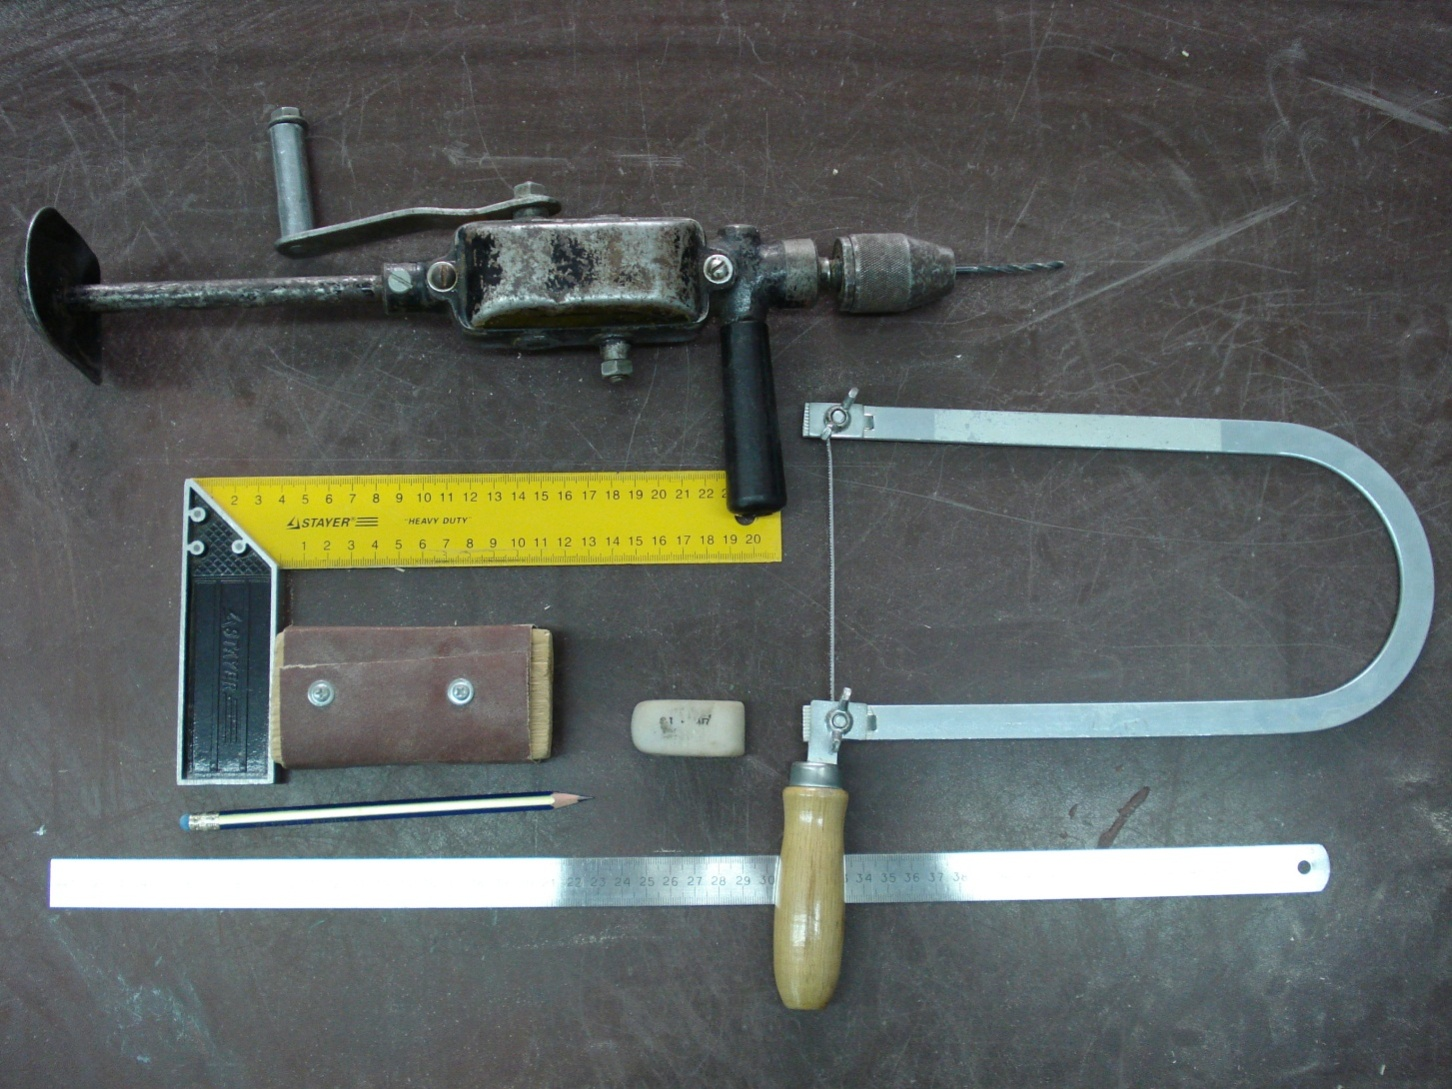 2 3 4 5 6 7 8 9 10 11 12 13 14 15 16 17 18 19 20 21 22
STAYER® "HEAVY DUTY"
1 2 3 4 5 6 7 8 9 10 11 12 13 14 15 16 17 18 19 20
STAYER
22 23 24 25 26 27 28 29 30 34 35 36 37 38